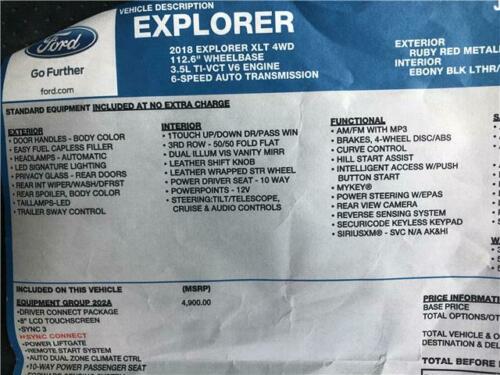 Ford
Go Further
ford.com
VEHICLE DESCRIPTION
EXPLORER
2018 EXPLORER XLT 4WD
112.6" WHEELBASE
3.5L TI-VCT V6 ENGINE
6-SPEED AUTO TRANSMISSION
EXTERIOR
RUBY RED METAL
INTERIOR
EBONY BLK LTHR/
STANDARD EQUIPMENT INCLUDED AT NO EXTRA CHARGE
EXTERIOR
• DOOR HANDLES - BODY COLOR
• EASY FUEL CAPLESS FILLER
• HEADLAMPS - AUTOMATIC
• LED SIGNATURE LIGHTING
• PRIVACY GLASS - REAR DOORS
• REAR INT WIPER/WASH/DFRST
• REAR SPOILER, BODY COLOR
• TAILLAMPS-LED
• TRAILER SWAY CONTROL
INTERIOR
• 1TOUCH UP/DOWN DR/PASS WIN
• 3RD ROW - 50/50 FOLD FLAT
• DUAL ILLUM VIS VANITY MIRR
• LEATHER SHIFT KNOB
• LEATHER WRAPPED STR WHEEL
• POWER DRIVER SEAT - 10 WAY
• POWERPOINTS - 12V
• STEERING:TILT/TELESCOPE,
CRUISE & AUDIO CONTROLS
FUNCTIONAL
• AM/FM WITH MP3
• BRAKES, 4-WHEEL DISC/ABS
• CURVE CONTROL
• HILL START ASSIST
• INTELLIGENT ACCESS W/PUSH
BUTTON START
• MYKEY®
• POWER STEERING W/EPAS
• REAR VIEW CAMERA
• REVERSE SENSING SYSTEM
• SECURICODE KEYLESS KEYPAD
• SIRIUSXM® - SVC N/A AK&HI
INCLUDED ON THIS VEHICLE
(MSRP)
EQUIPMENT GROUP 202A
4,900.00
• DRIVER CONNECT PACKAGE
• 8" LCD TOUCHSCREEN
• SYNC 3
SYNC CONNECT
• POWER LIFTGATE
• REMOTE START SYSTEM
• AUTO DUAL ZONE CLIMATE CTRL
• 10-WAY POWER PASSENGER SEAT
PRICE INFORMAT
BASE PRICE
TOTAL OPTIONS/OT
TOTAL VEHICLE & O
DESTINATION & DEL
TOTAL BEFORE